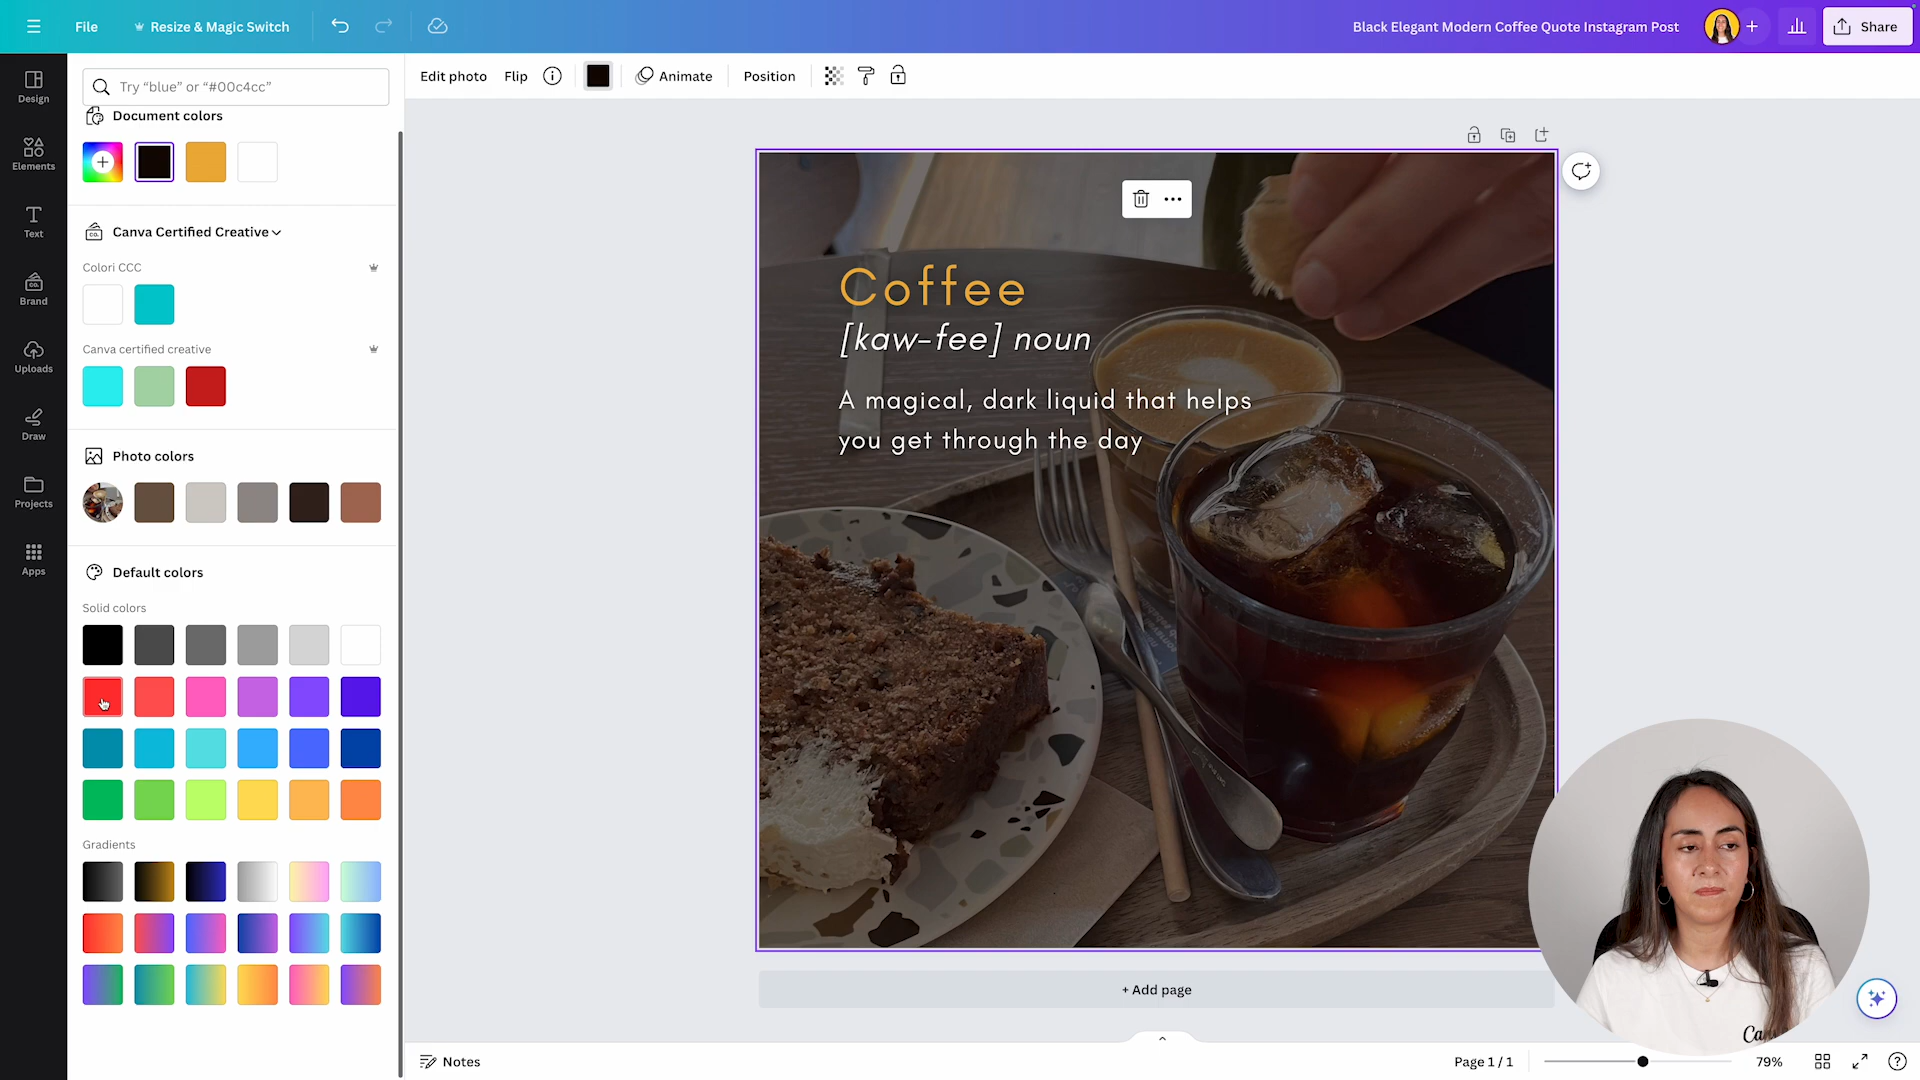 File
Resize & Magic Switch
Black Elegant Modern Coffee Quote Instagram Post
Share
Design
Elements
Text
Brand
Uploads
Draw
Projects
Apps
Try “blue” or “#00c4cc”
Document colors
Canva Certified Creative
Colori CCC
Canva certified creative
Photo colors
Default colors
Solid colors
Gradients
Edit photo
Flip
Animate
Position
Coffee
[kaw-fee] noun
A magical, dark liquid that helps
you get through the day
+ Add page
Notes
Page 1 / 1
79%